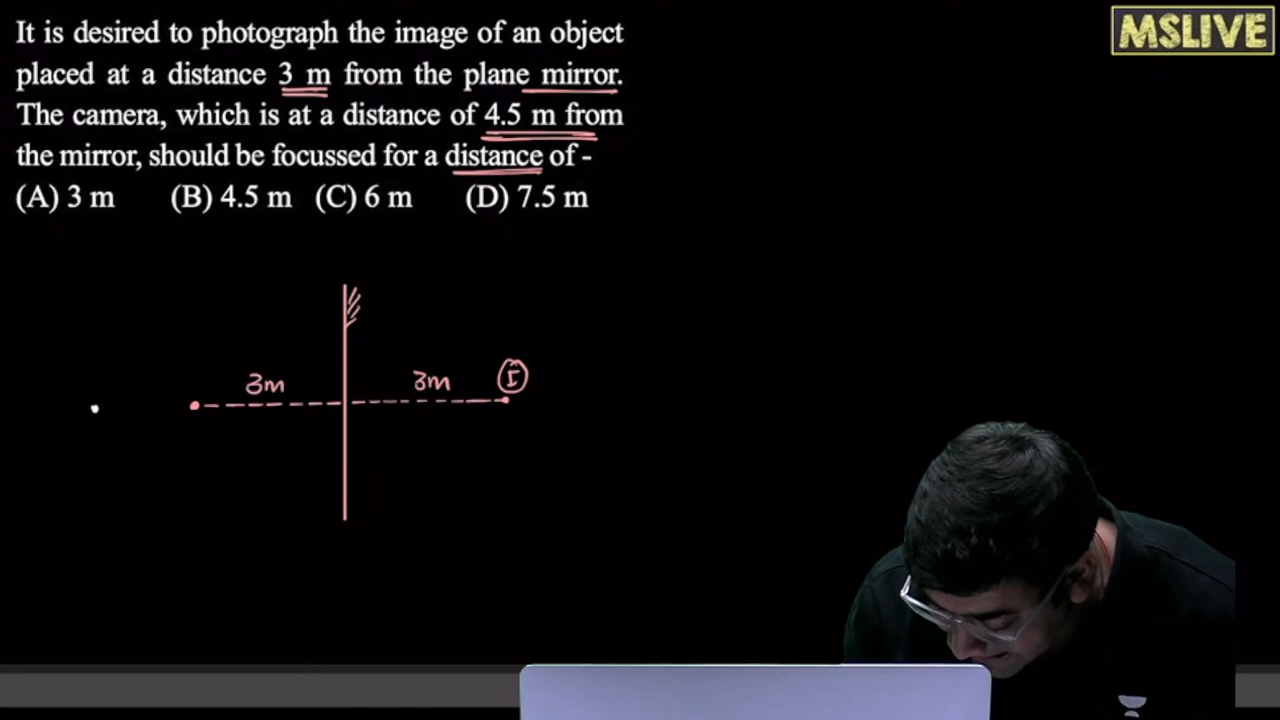 It is desired to photograph the image of an object
placed at a distance 3 m from the plane mirror.
The camera, which is at a distance of 4.5 m from
the mirror, should be focussed for a distance of -
(A) 3 m (B) 4.5 m (C) 6 m (D) 7.5 m
MSLIVE
3m 3m I